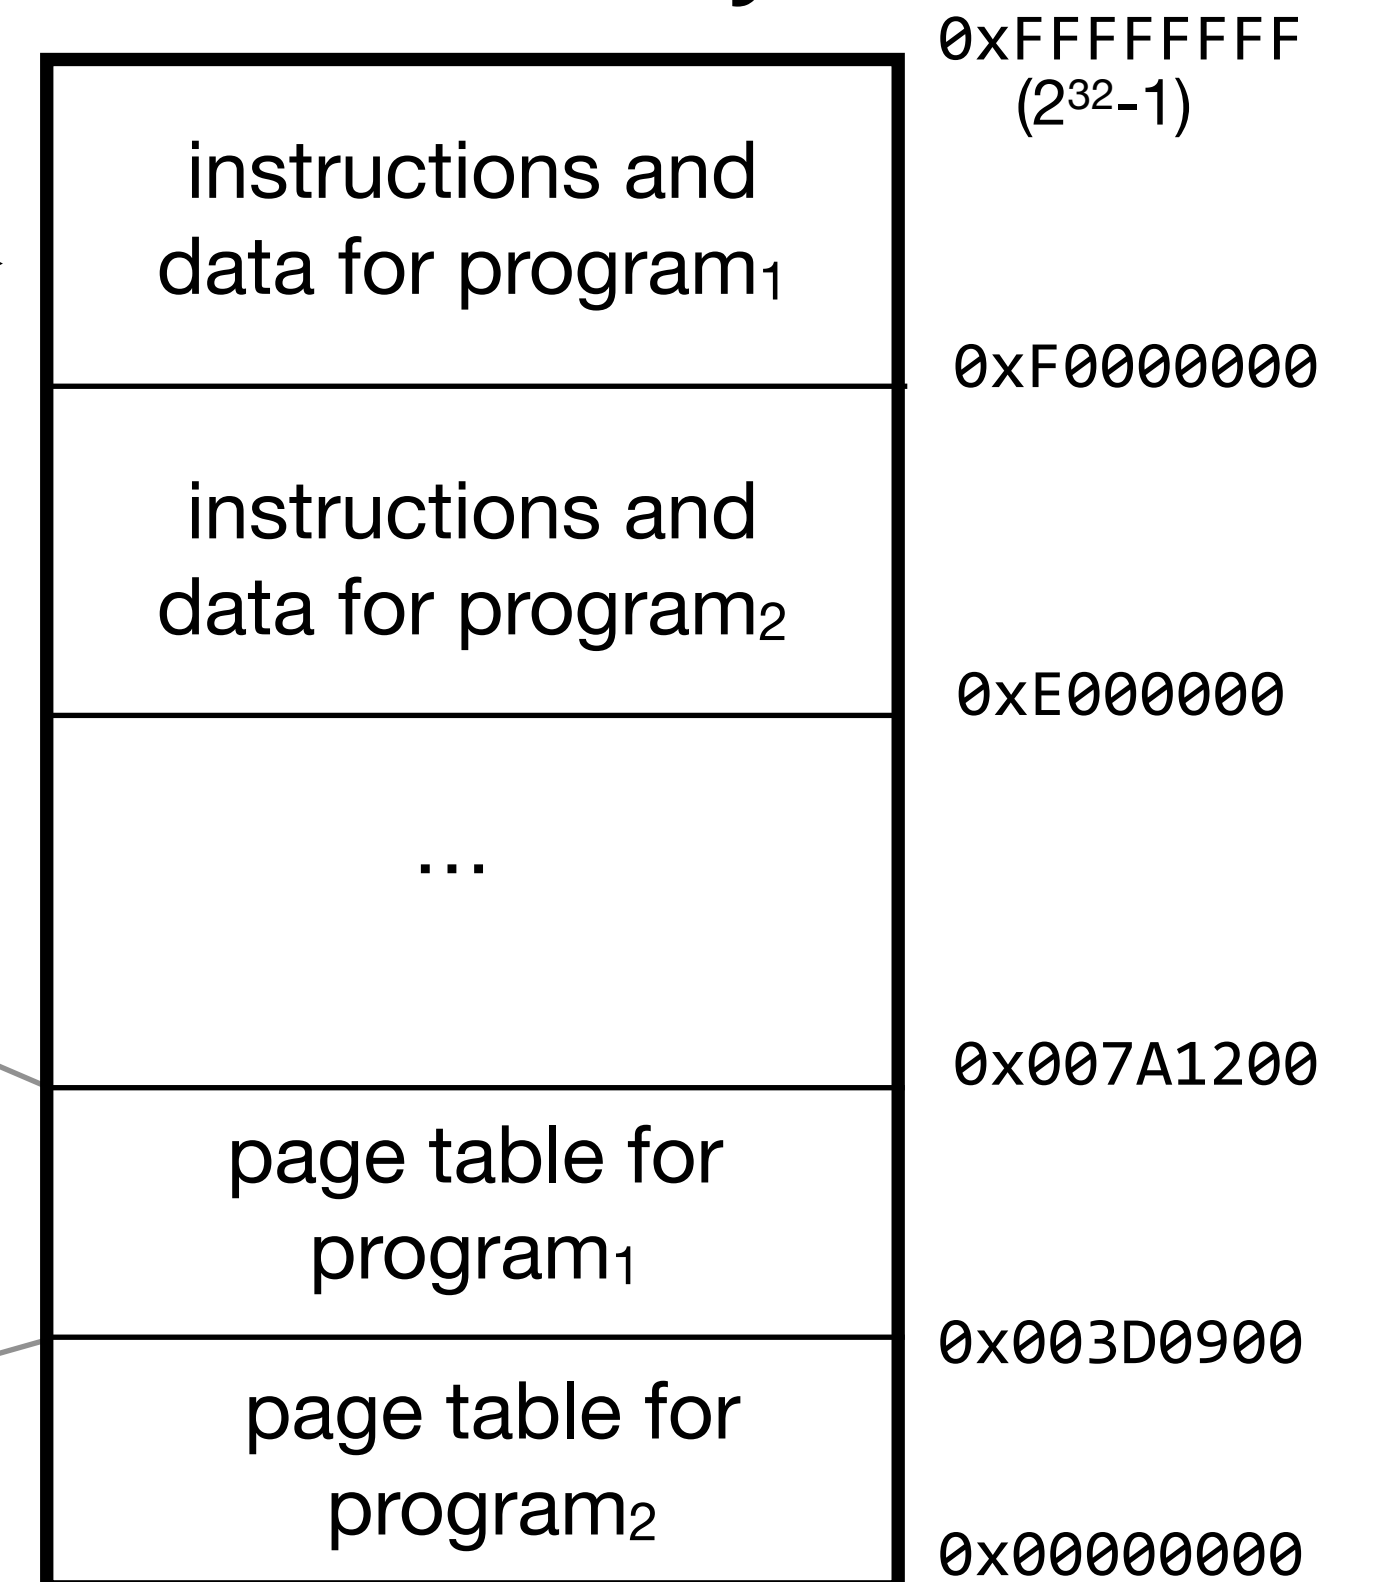 0xFFFFFFFF
(2³²-1)
instructions and
data for program₁
0xF0000000
instructions and
data for program₂
0xE000000
...
0x007A1200
page table for
program₁
0x003D0900
page table for
program₂
0x00000000